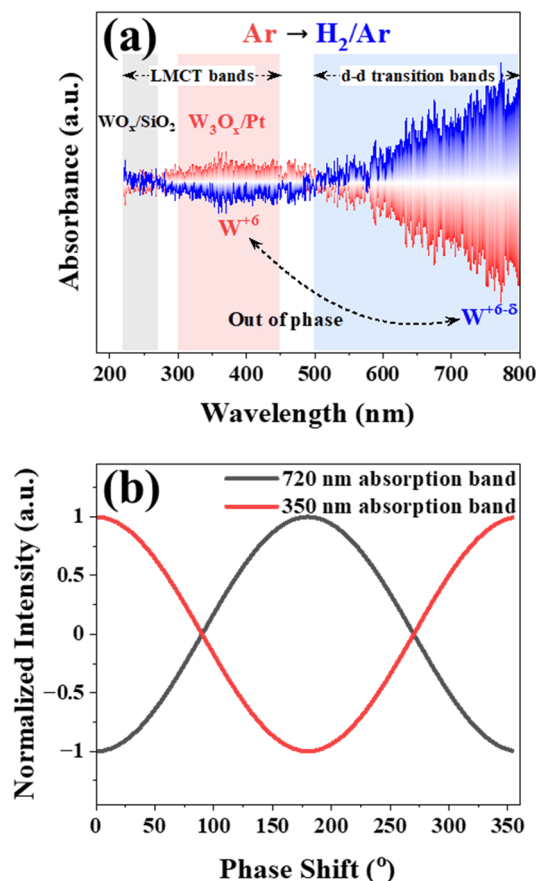 (a)
Ar → H₂/Ar
LMCT bands
d-d transition bands
WOₓ/SiO₂
W₃Oₓ/Pt
W⁺⁶
Out of phase
W⁺⁶⁻ᵟ
Absorbance (a.u.)
200 300 400 500 600 700 800
Wavelength (nm)
(b)
720 nm absorption band
350 nm absorption band
Normalized Intensity (a.u.)
1
0.5
0
−0.5
−1
0 50 100 150 200 250 300 350
Phase Shift (°)